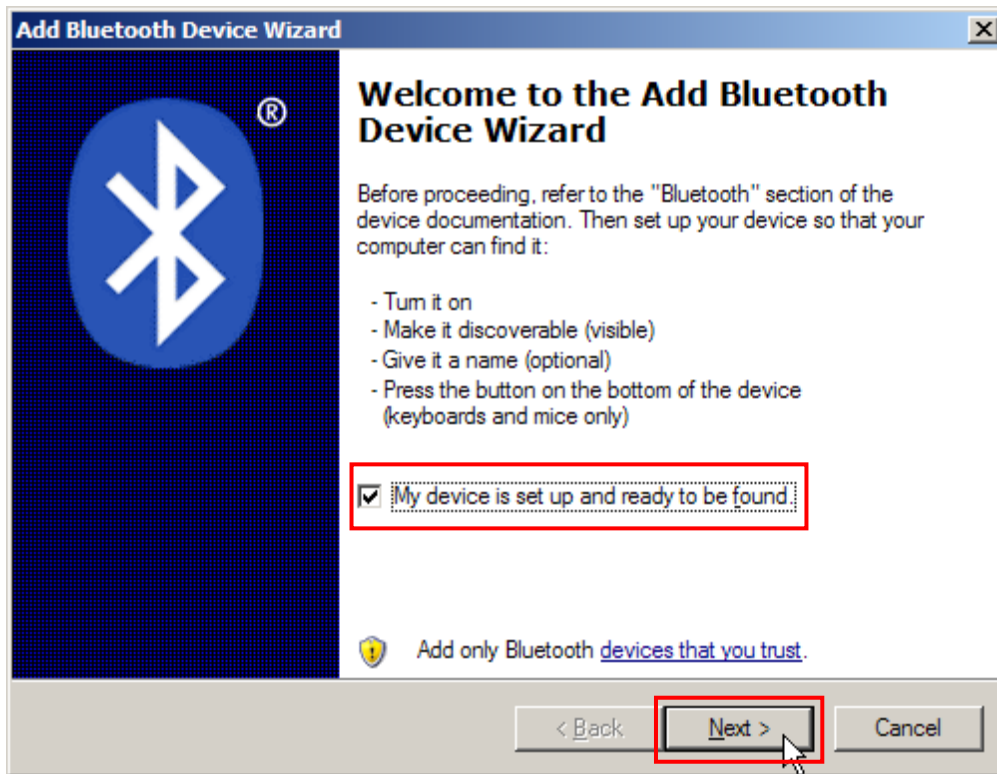 Add Bluetooth Device Wizard
®
Welcome to the Add Bluetooth
Device Wizard
Before proceeding, refer to the "Bluetooth" section of the
device documentation. Then set up your device so that your
computer can find it:
- Turn it on
- Make it discoverable (visible)
- Give it a name (optional)
- Press the button on the bottom of the device
(keyboards and mice only)
My device is set up and ready to be found.
Add only Bluetooth devices that you trust.
< Back
Next >
Cancel